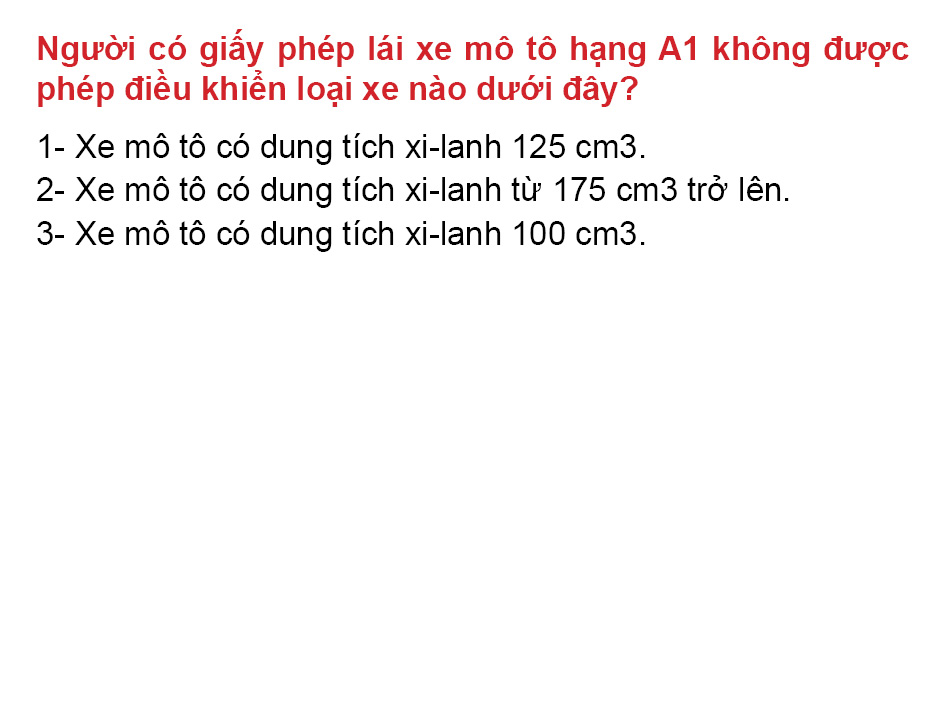 Người có giấy phép lái xe mô tô hạng A1 không được
phép điều khiển loại xe nào dưới đây?
1- Xe mô tô có dung tích xi-lanh 125 cm3.
2- Xe mô tô có dung tích xi-lanh từ 175 cm3 trở lên.
3- Xe mô tô có dung tích xi-lanh 100 cm3.